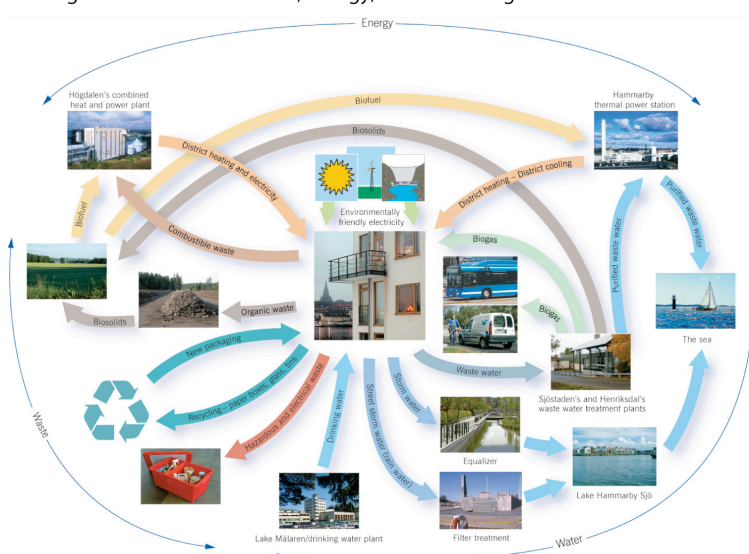 Energy
Högdalen's combined
heat and power plant
Hammarby
thermal power station
Biofuel
Biosolids
District heating and electricity
District heating – District cooling
Purified waste water
Environmentally
friendly electricity
Biofuel
Combustible waste
Biogas
Purified waste water
Biosolids
Organic waste
Biogas
The sea
New packaging
Waste water
Sjöstaden's and Henriksdal's
waste water treatment plants
Recycling – paper boxes, glass, tins
Hazardous and electrical waste
Drinking water
Street storm water (rain water)
Storm water
Waste
Equalizer
Lake Hammarby Sjö
Lake Mälaren/drinking water plant
Filter treatment
Water